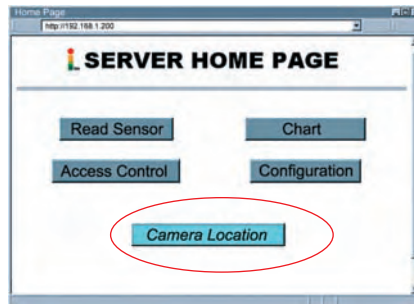 Home Page
http://192.168.1.200
i SERVER HOME PAGE
Read Sensor
Chart
Access Control
Configuration
Camera Location